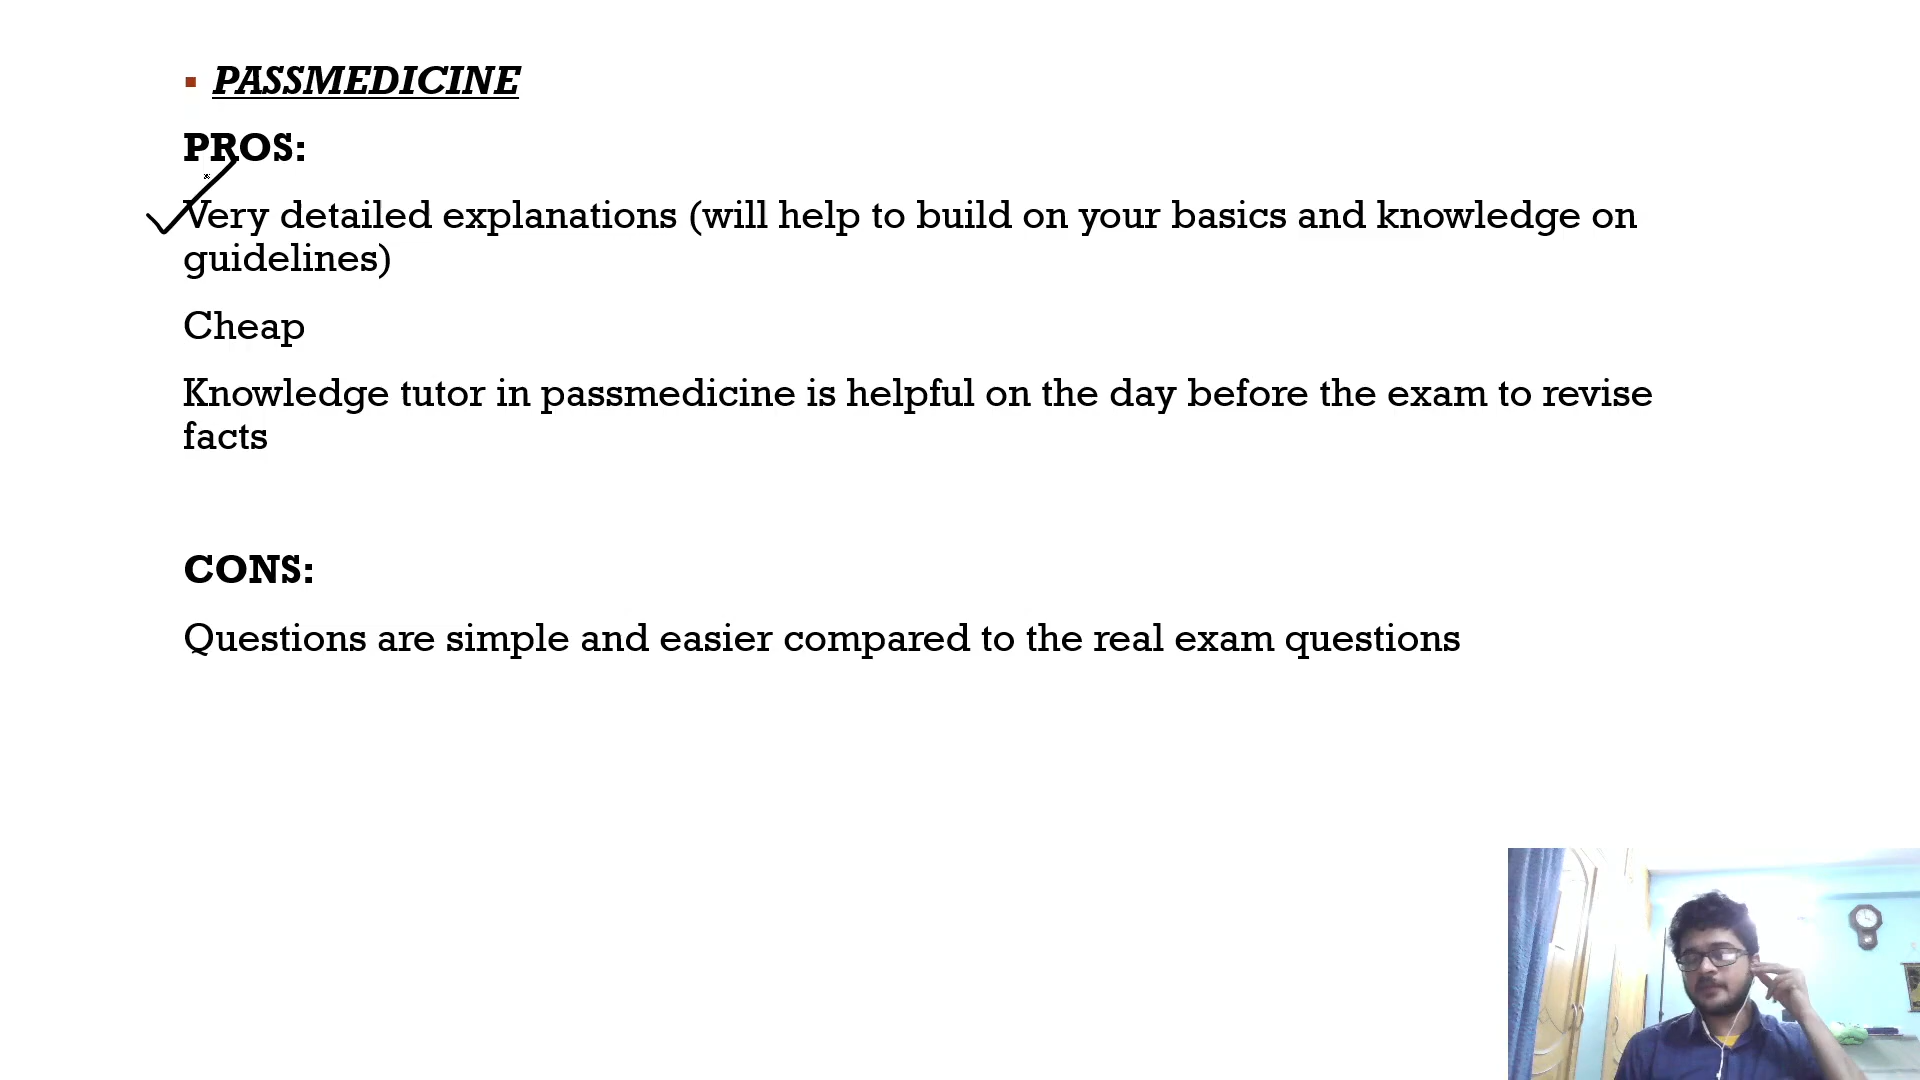 PASSMEDICINE
PROS:
Very detailed explanations (will help to build on your basics and knowledge on
guidelines)
Cheap
Knowledge tutor in passmedicine is helpful on the day before the exam to revise
facts
CONS:
Questions are simple and easier compared to the real exam questions